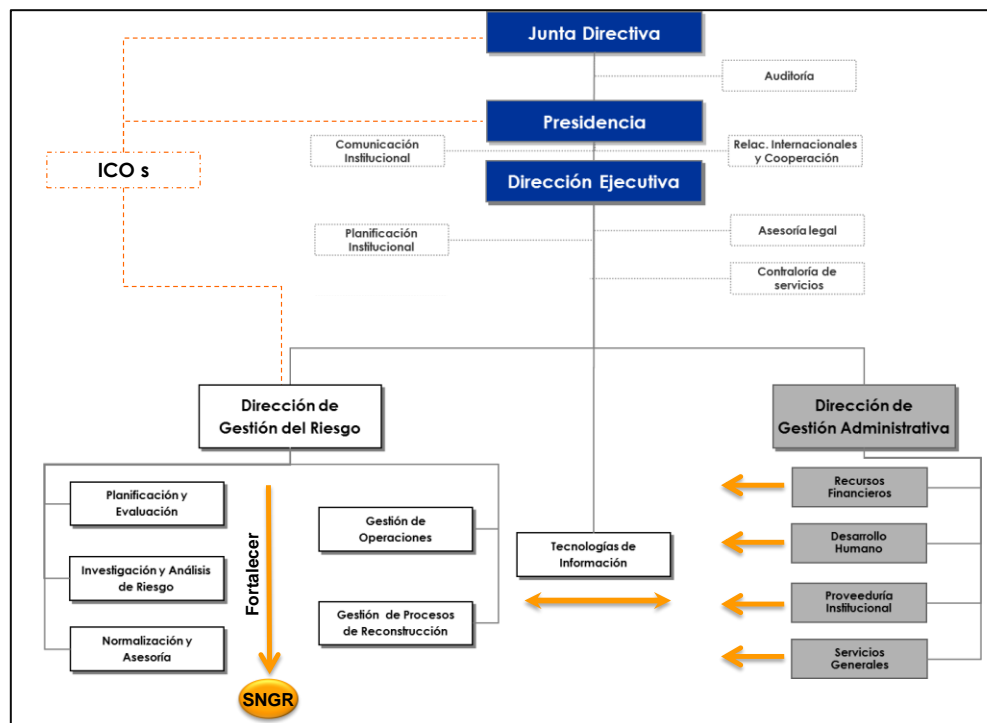 Junta Directiva
Auditoría
Presidencia
Comunicación
Institucional
Relac. Internacionales
y Cooperación
ICO s
Dirección Ejecutiva
Planificación
Institucional
Asesoría legal
Contraloría de
servicios
Dirección de
Gestión del Riesgo
Dirección de
Gestión Administrativa
Planificación y
Evaluación
Investigación y Análisis
de Riesgo
Normalización y
Asesoría
Fortalecer
SNGR
Gestión de
Operaciones
Gestión de Procesos
de Reconstrucción
Tecnologías de
Información
Recursos
Financieros
Desarrollo
Humano
Proveeduría
Institucional
Servicios
Generales